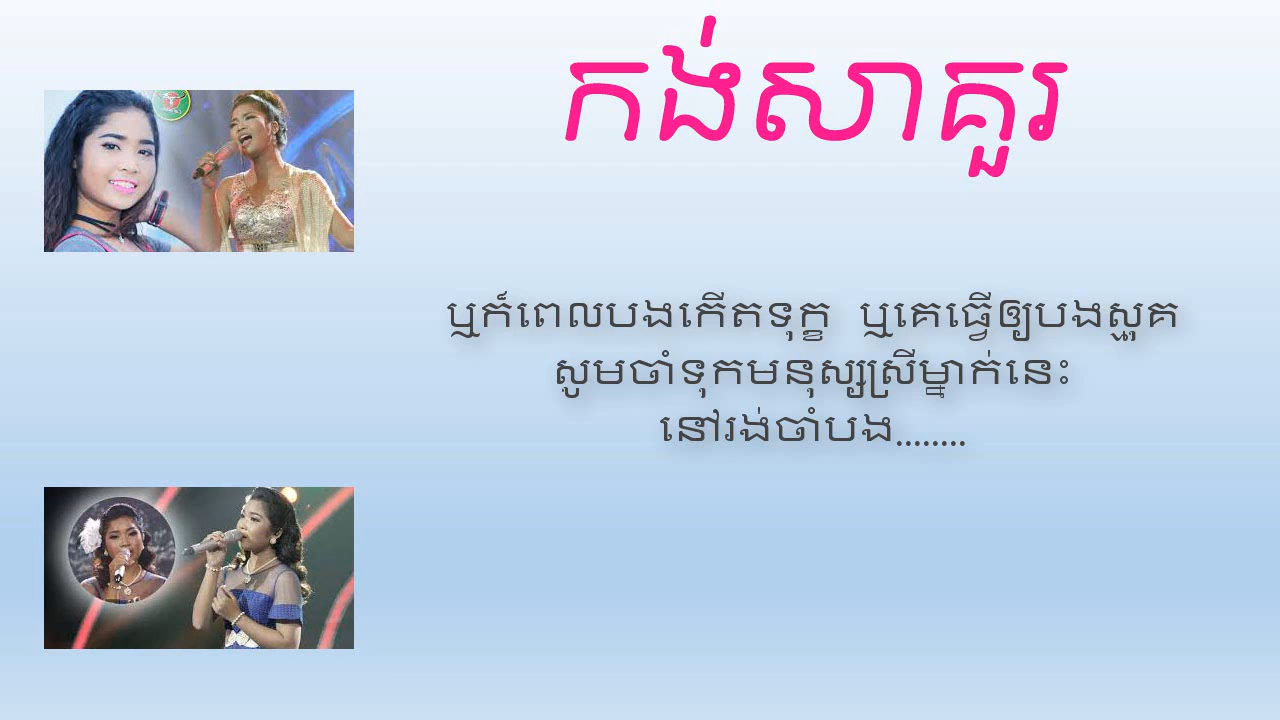 កង់សាគួរ
ឬក៏ពេលបងកើតទុក្ខ ឬគេធ្វើឲ្យបងស្មុគ
សូមចាំទុកមនុស្សស្រីម្នាក់នេះ
នៅរង់ចាំបង........